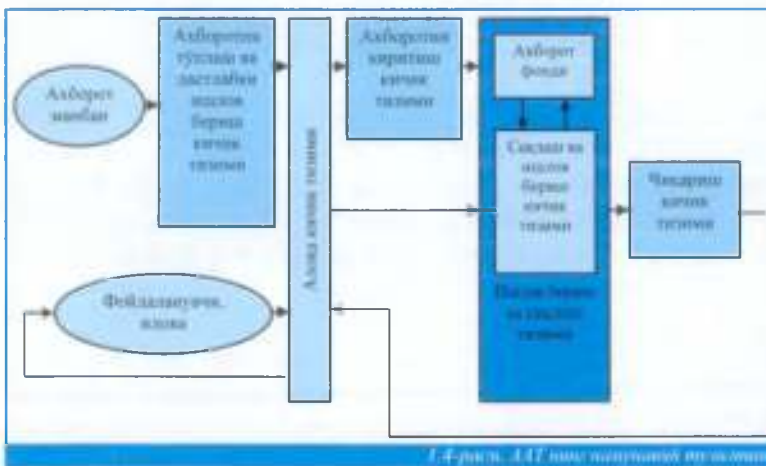 Ахборот
манбаи
Ахборотни
тўплаш ва
дастлабки
ишлов
бериш
кичик
тизими
Алоқа кичик тизими
Ахборотни
киритиш
кичик
тизими
Ахборот
фонди
Сақлаш ва
ишлов
бериш
кичик
тизими
Ишлов бериш
ва сақлаш
тизими
Чиқариш
кичик
тизими
Фойдаланувчи,
1.4-расм. ААТ нинг